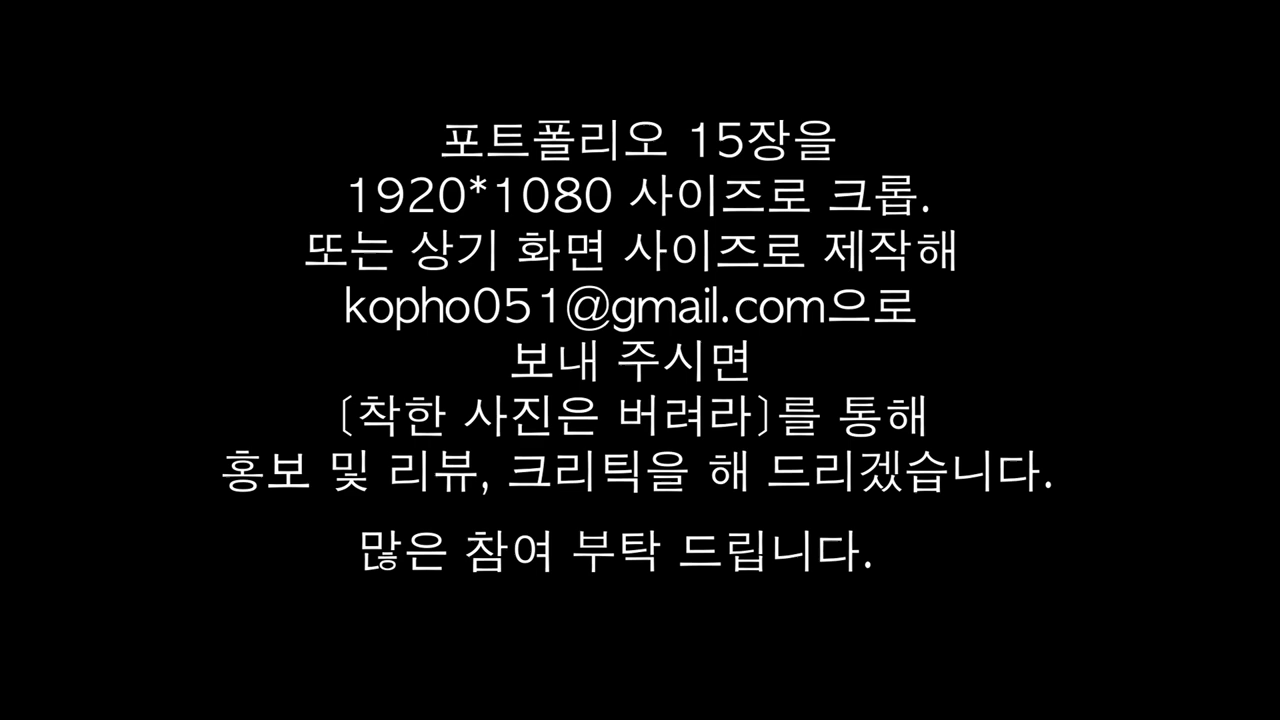 포트폴리오 15장을
1920*1080 사이즈로 크롭.
또는 상기 화면 사이즈로 제작해
kopho051@gmail.com으로
보내 주시면
〔착한 사진은 버려라〕를 통해
홍보 및 리뷰, 크리틱을 해 드리겠습니다.
많은 참여 부탁 드립니다.